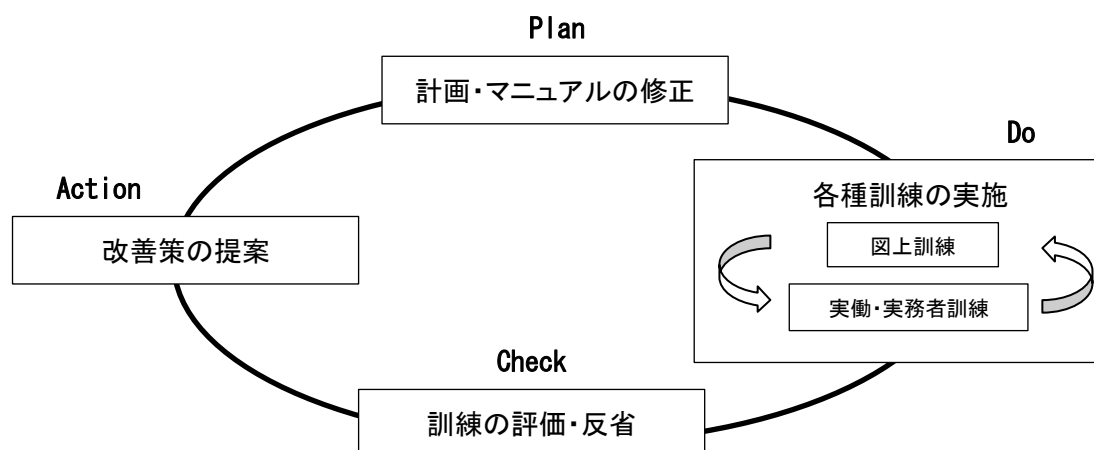 Plan
計画・マニュアルの修正
Do
各種訓練の実施
図上訓練
実働・実務者訓練
Action
改善策の提案
Check
訓練の評価・反省